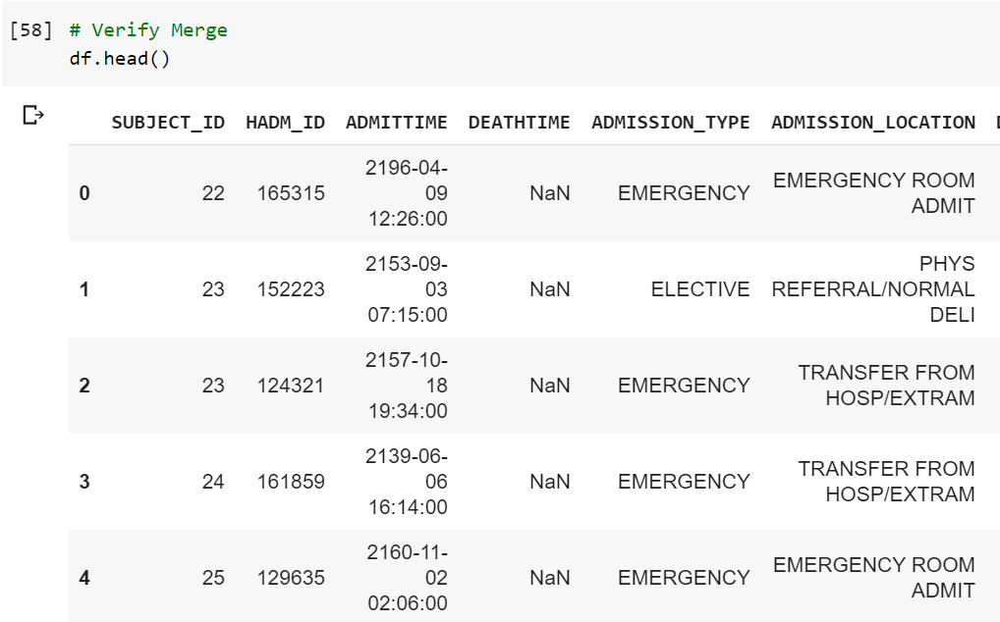 [58] # Verify Merge
df.head()
SUBJECT_ID HADM_ID ADMITTIME DEATHTIME ADMISSION_TYPE ADMISSION_LOCATION
0 22 165315 2196-04-09 12:26:00 NaN EMERGENCY EMERGENCY ROOM ADMIT
1 23 152223 2153-09-03 07:15:00 NaN ELECTIVE PHYS REFERRAL/NORMAL DELI
2 23 124321 2157-10-18 19:34:00 NaN EMERGENCY TRANSFER FROM HOSP/EXTRAM
3 24 161859 2139-06-06 16:14:00 NaN EMERGENCY TRANSFER FROM HOSP/EXTRAM
4 25 129635 2160-11-02 02:06:00 NaN EMERGENCY EMERGENCY ROOM ADMIT